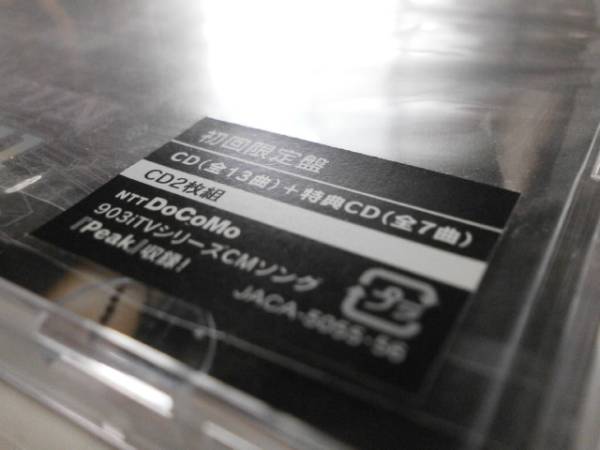 初回限定盤
CD(全13曲)+特典CD(全7曲)
CD2枚組
NTT DoCoMo
903iTVシリーズCMソング
「Peak」収録!
JACA-5055·56
プラ